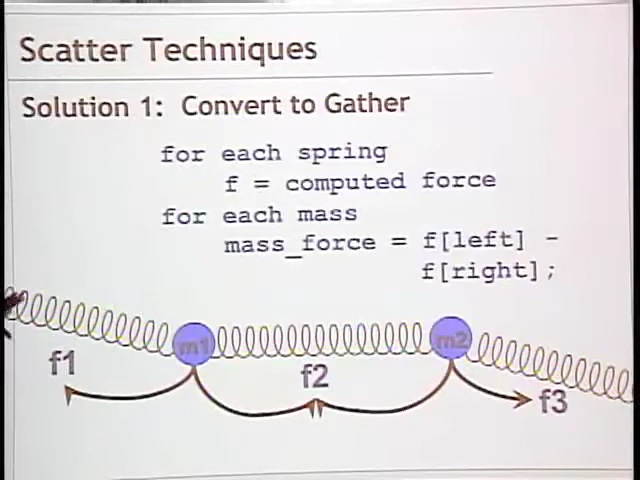 Scatter Techniques
Solution 1: Convert to Gather
for each spring
f = computed force
for each mass
mass_force = f[left] -
f[right];
m1
m2
f1
f2
f3